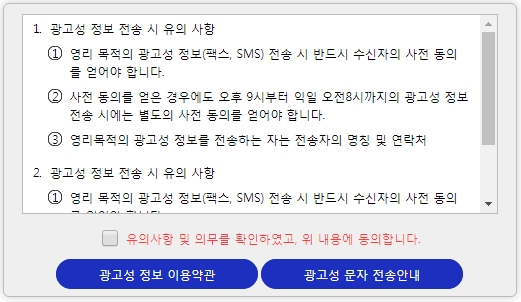 1. 광고성 정보 전송 시 유의 사항
① 영리 목적의 광고성 정보(팩스, SMS) 전송 시 반드시 수신자의 사전 동의
를 얻어야 합니다.
② 사전 동의를 얻은 경우에도 오후 9시부터 익일 오전8시까지의 광고성 정보
전송 시에는 별도의 사전 동의를 얻어야 합니다.
③ 영리목적의 광고성 정보를 전송하는 자는 전송자의 명칭 및 연락처
2. 광고성 정보 전송 시 유의 사항
① 영리 목적의 광고성 정보(팩스, SMS) 전송 시 반드시 수신자의 사전 동의
유의사항 및 의무를 확인하였고, 위 내용에 동의합니다.
광고성 정보 이용약관 광고성 문자 전송안내